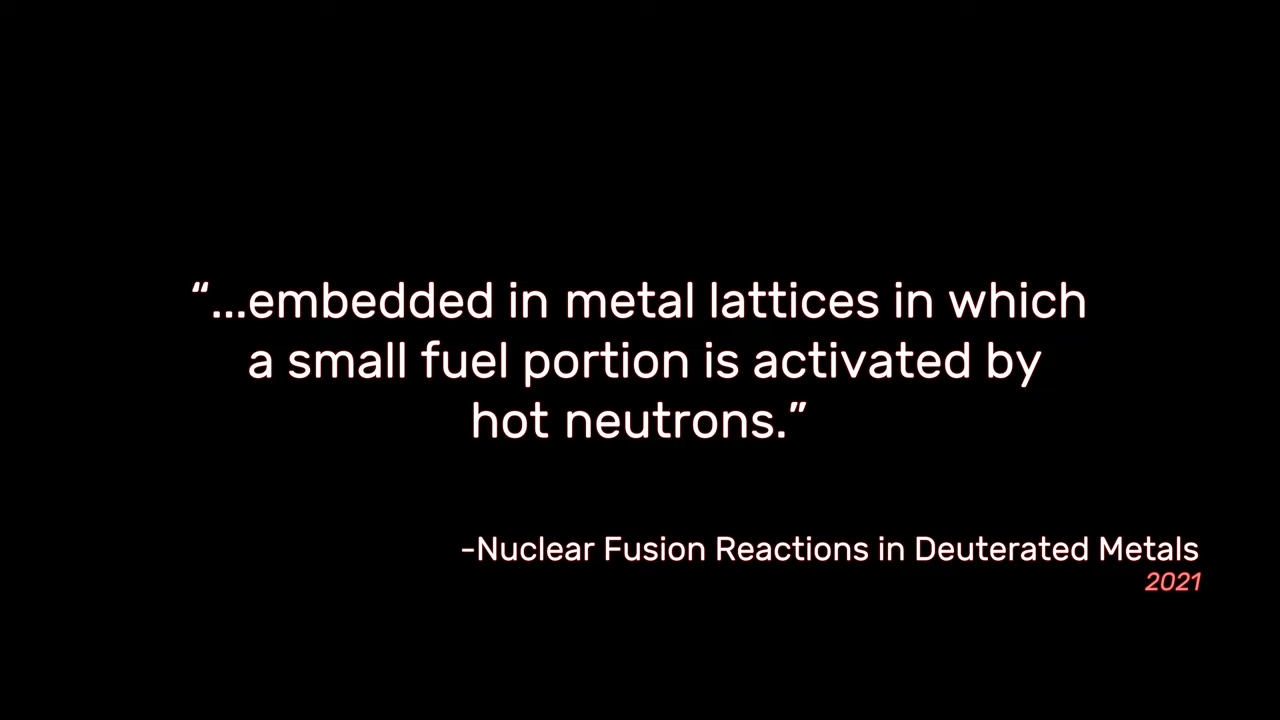 “...embedded in metal lattices in which
a small fuel portion is activated by
hot neutrons.”
-Nuclear Fusion Reactions in Deuterated Metals
2021